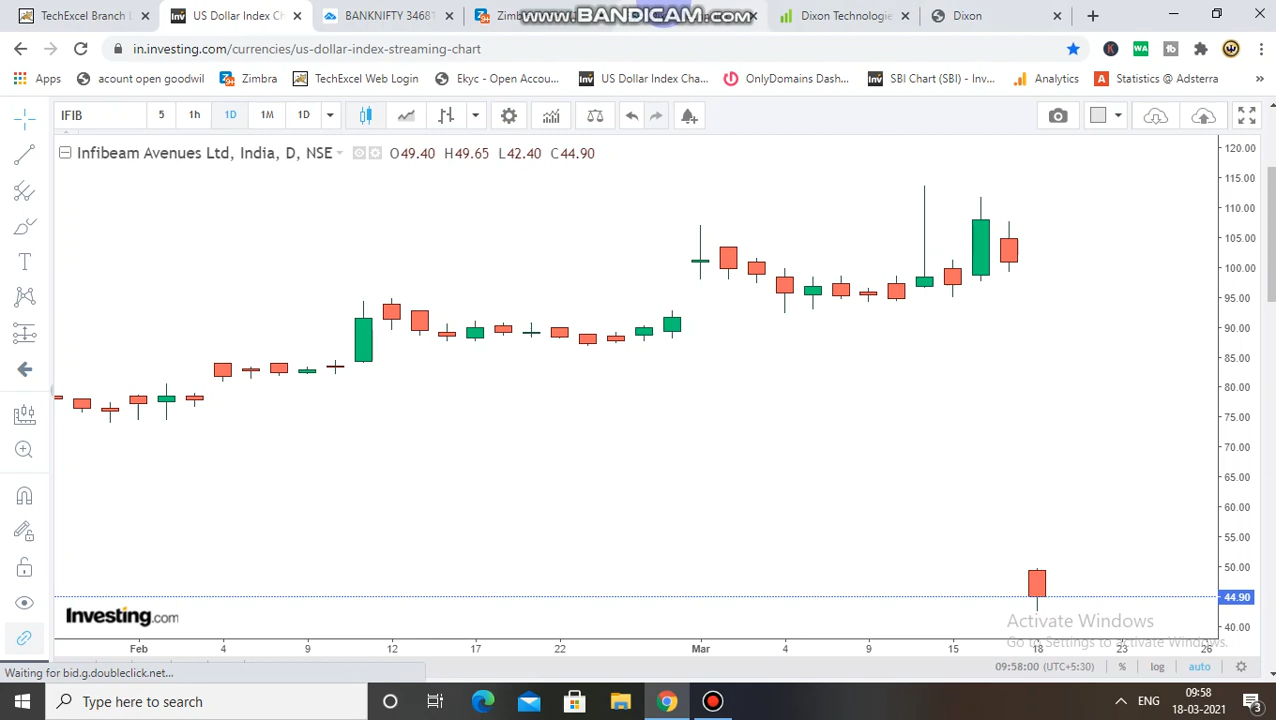 TechExcel Branch L
US Dollar Index Ch
BANKNIFTY 34681
Zimb
www.BANDICAM.com
Dixon Technologie
Dixon
in.investing.com/currencies/us-dollar-index-streaming-chart
Apps
acount open goodwil
Zimbra
TechExcel Web Login
Ekyc - Open Accou...
US Dollar Index Cha...
OnlyDomains Dash...
SBI Chart (SBI) - Inv...
Analytics
Statistics @ Adsterra
IFIB
5
1h
1D
1M
1D
Infibeam Avenues Ltd, India, D, NSE O49.40 H49.65 L42.40 C44.90
120.00
115.00
110.00
105.00
100.00
95.00
90.00
85.00
80.00
75.00
70.00
65.00
60.00
55.00
50.00
44.90
40.00
Investing.com
Activate Windows
Go to Settings to activate Windows.
Feb 4 9 12 17 22 Mar 4 9 15 18 23 26
Waiting for bid.g.doubleclick.net...
09:58:00 (UTC+5:30) % log auto
Type here to search
ENG
09:58
18-03-2021
3